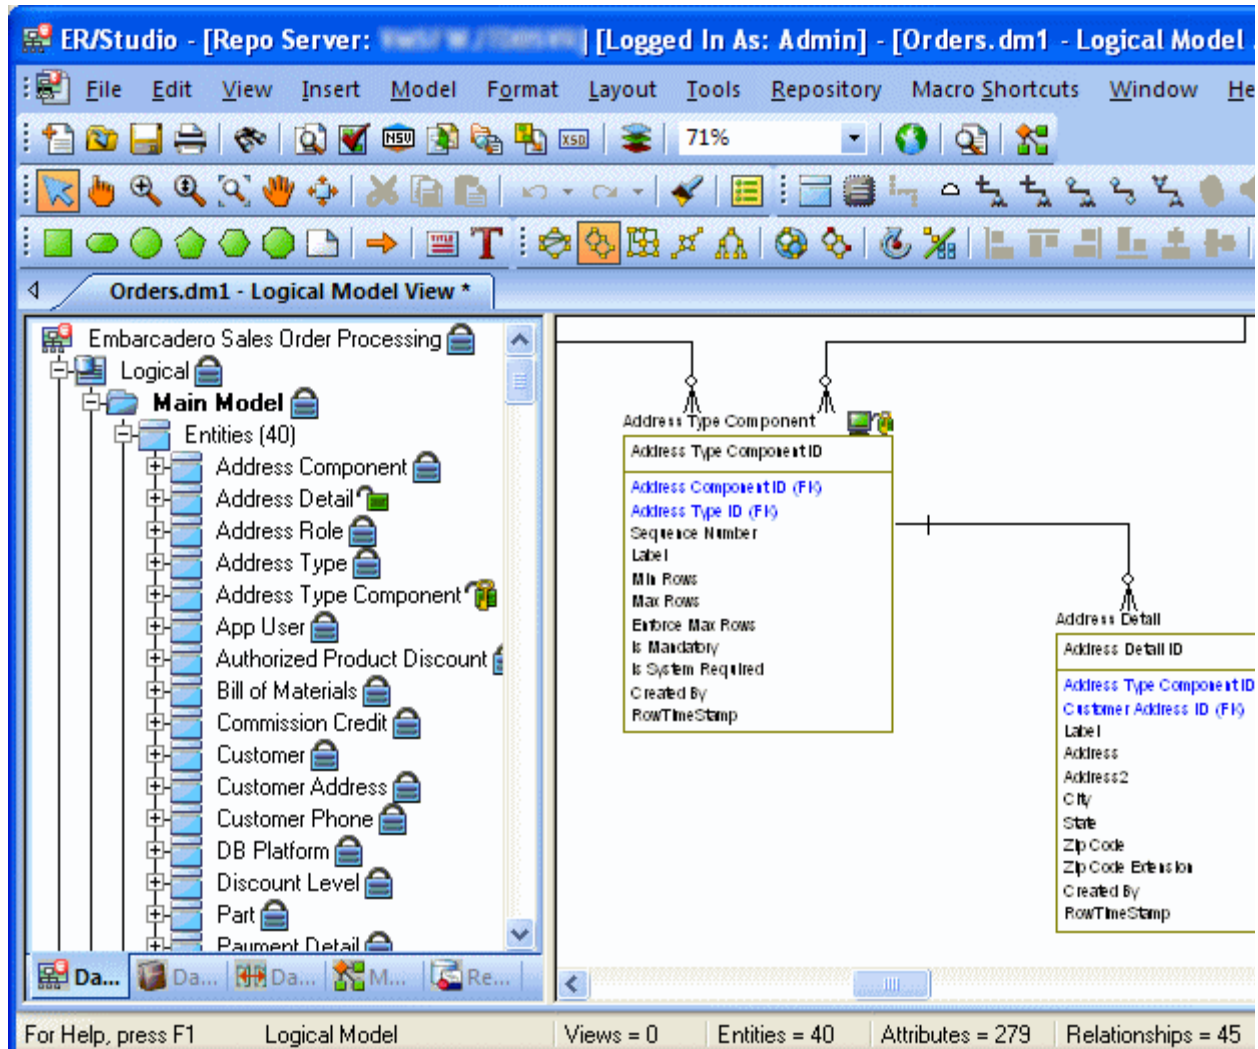 ER/Studio - [Repo Server: ] [Logged In As: Admin] - [Orders.dm1 - Logical Model
File Edit View Insert Model Format Layout Tools Repository Macro Shortcuts Window He
NSU XSD 71%
TITLE T
Orders.dm1 - Logical Model View *
Embarcadero Sales Order Processing
Logical
Main Model
Entities (40)
Address Component
Address Detail
Address Role
Address Type
Address Type Component
App User
Authorized Product Discount
Bill of Materials
Commission Credit
Customer
Customer Address
Customer Phone
DB Platform
Discount Level
Part
Payment Detail
Da... Da... Da... M... Re...
Address Type Component
Address Type Component ID
Address Component ID (FK)
Address Type ID (FK)
Sequence Number
Label
Min Rows
Max Rows
Enforce Max Rows
Is Mandatory
Is System Required
Created By
RowTimeStamp
Address Detail
Address Detail ID
Address Type Component ID
Customer Address ID (FK)
Label
Address
Address2
City
State
Zip Code
Zip Code Extension
Created By
RowTimeStamp
For Help, press F1 Logical Model Views = 0 Entities = 40 Attributes = 279 Relationships = 45